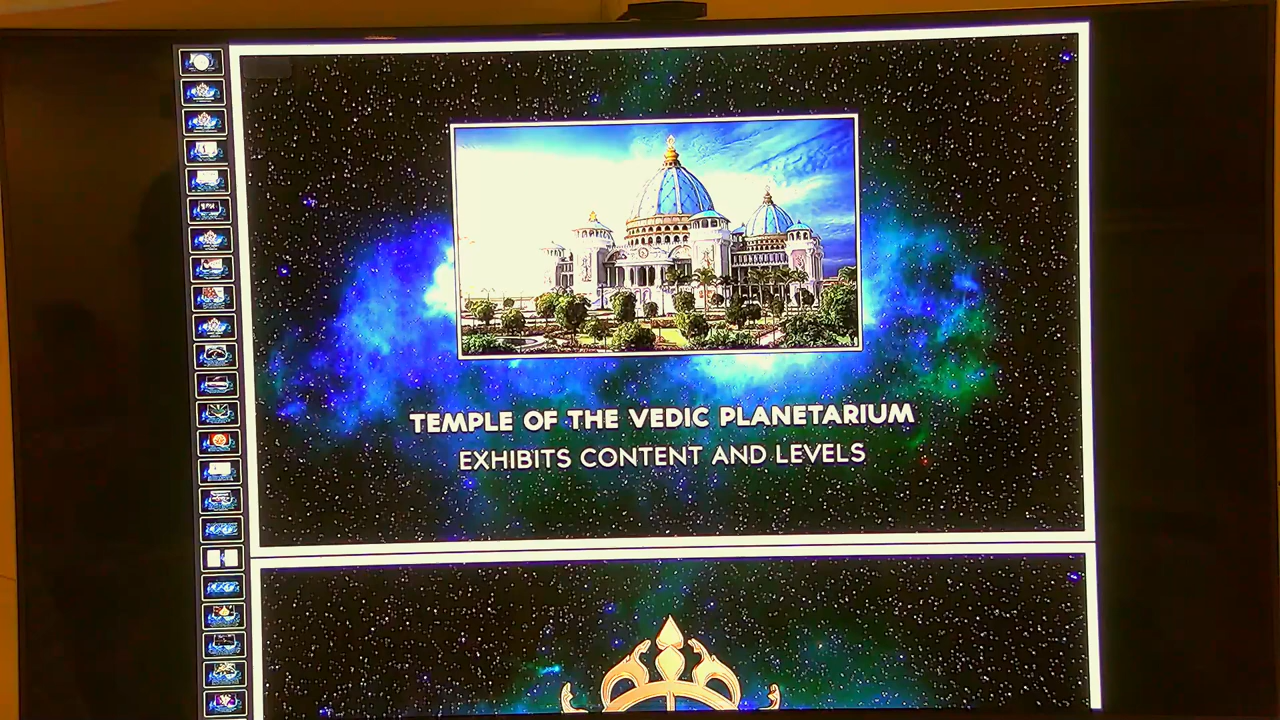 TEMPLE OF THE VEDIC PLANETARIUM
EXHIBITS CONTENT AND LEVELS